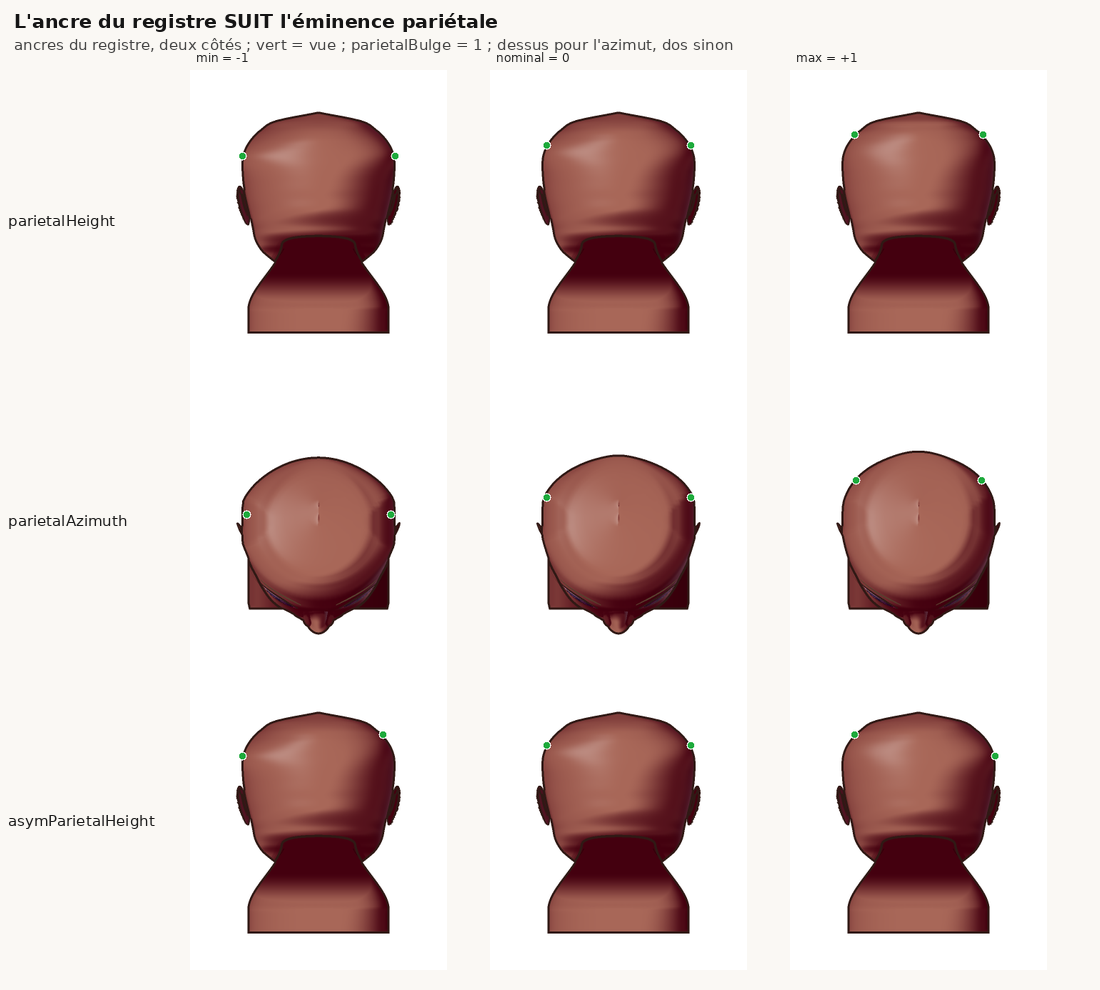 L'ancre du registre SUIT l'éminence pariétale
ancres du registre, deux côtés ; vert = vue ; parietalBulge = 1 ; dessus pour l'azimut, dos sinon
min = -1
nominal = 0
max = +1
parietalHeight
parietalAzimuth
asymParietalHeight